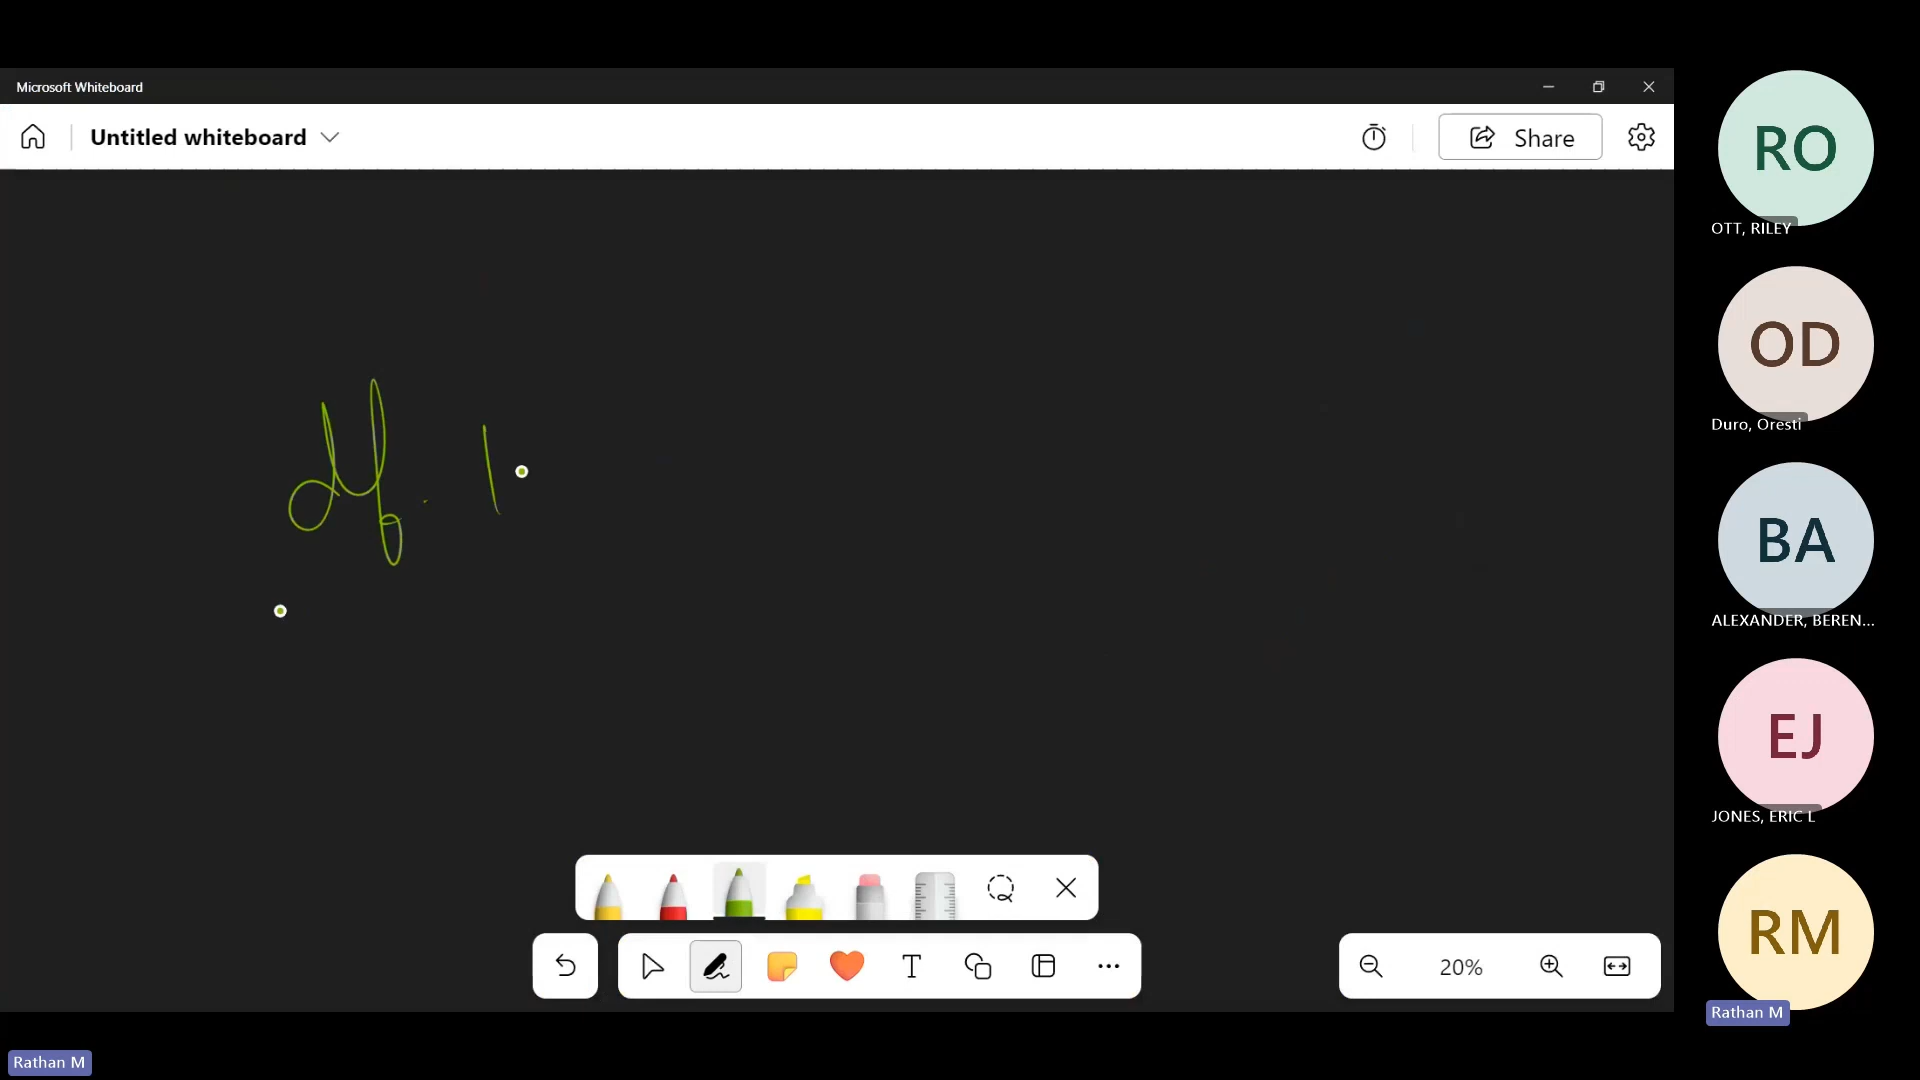 Microsoft Whiteboard
Untitled whiteboard
Share
df.
20%
RO
OTT, RILEY
OD
Duro, Oresti
BA
ALEXANDER, BEREN...
EJ
JONES, ERIC L
RM
Rathan M
Rathan M